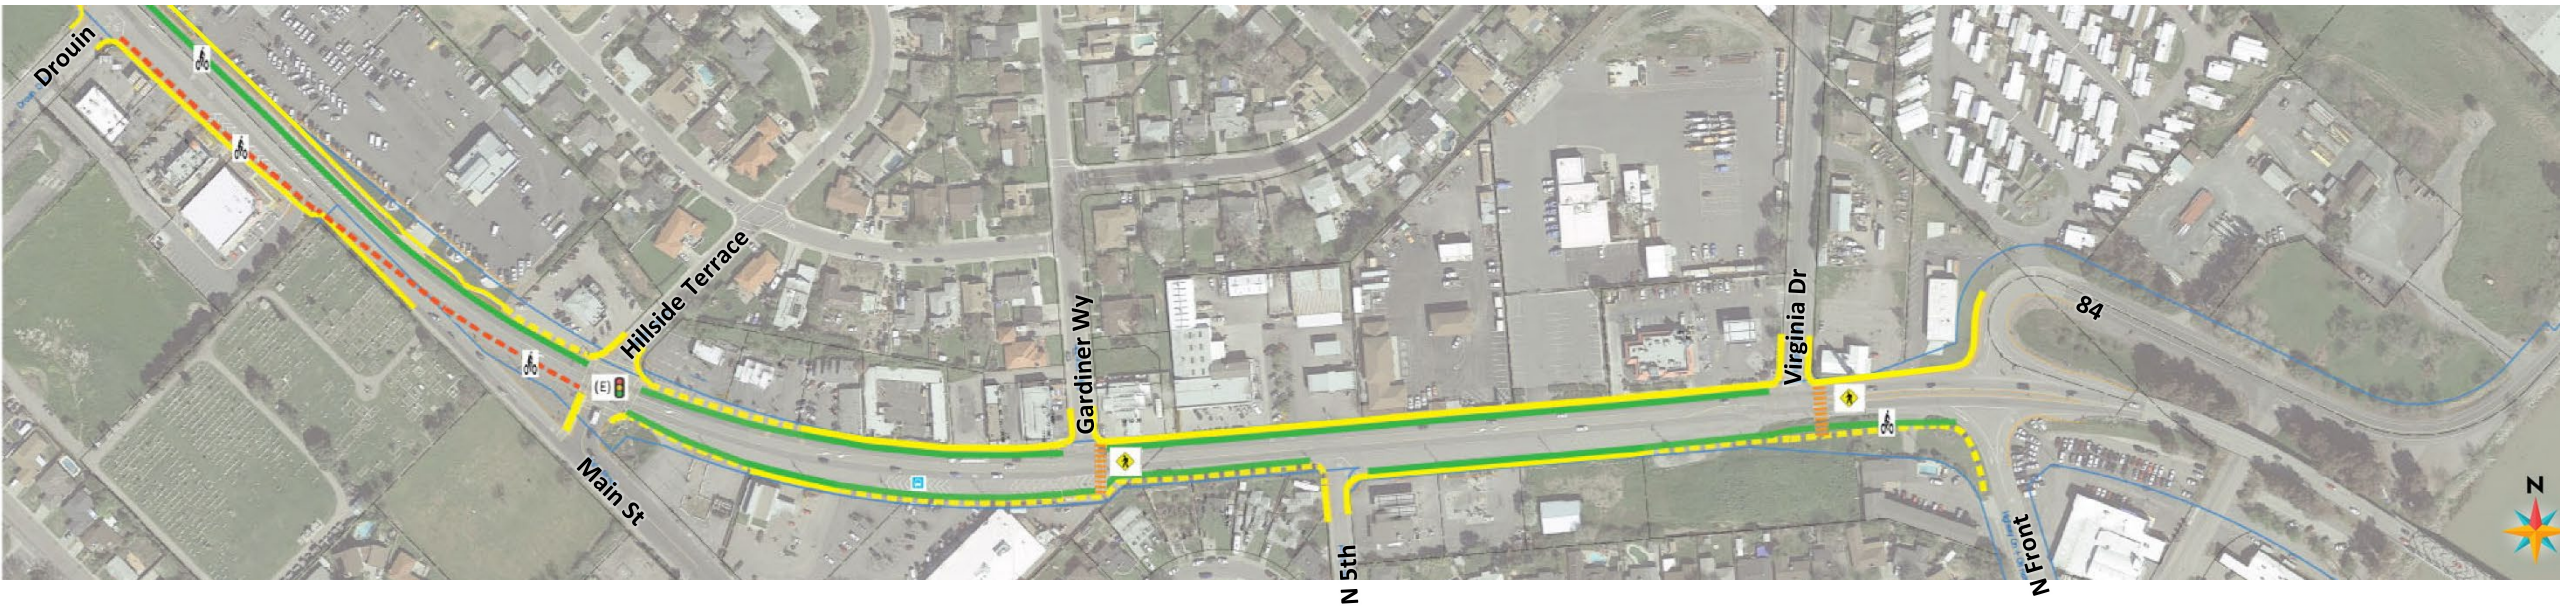 Drouin
Hillside Terrace
(E)
Main St
Gardiner Wy
N 5th
Virginia Dr
84
N Front
N